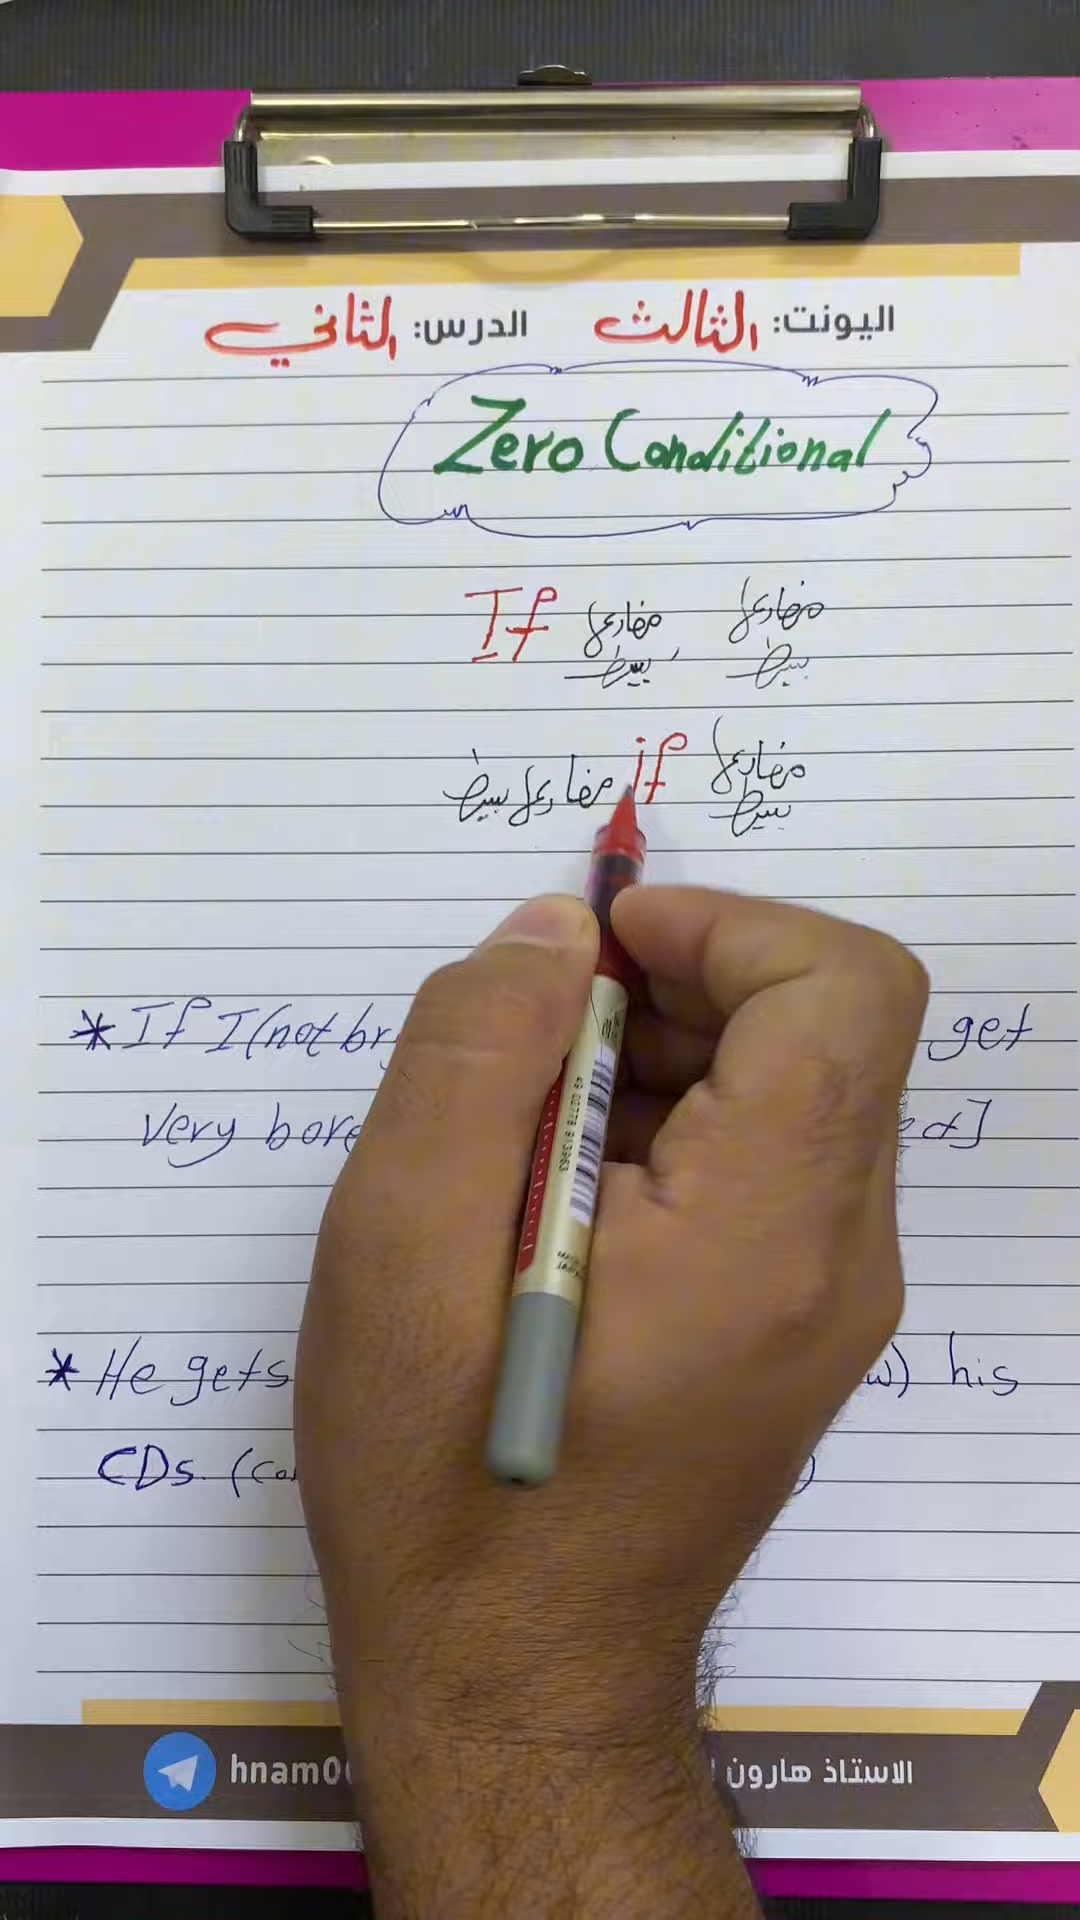 اليونت: الثالث الدرس: الثاني
Zero Conditional
If مضارع بسيط , مضارع بسيط
مضارع بسيط if مضارع بسيط
* If I (not br get
very bore ect]
* He gets w) his
CDs. (co )
hnam0 الاستاذ هارون